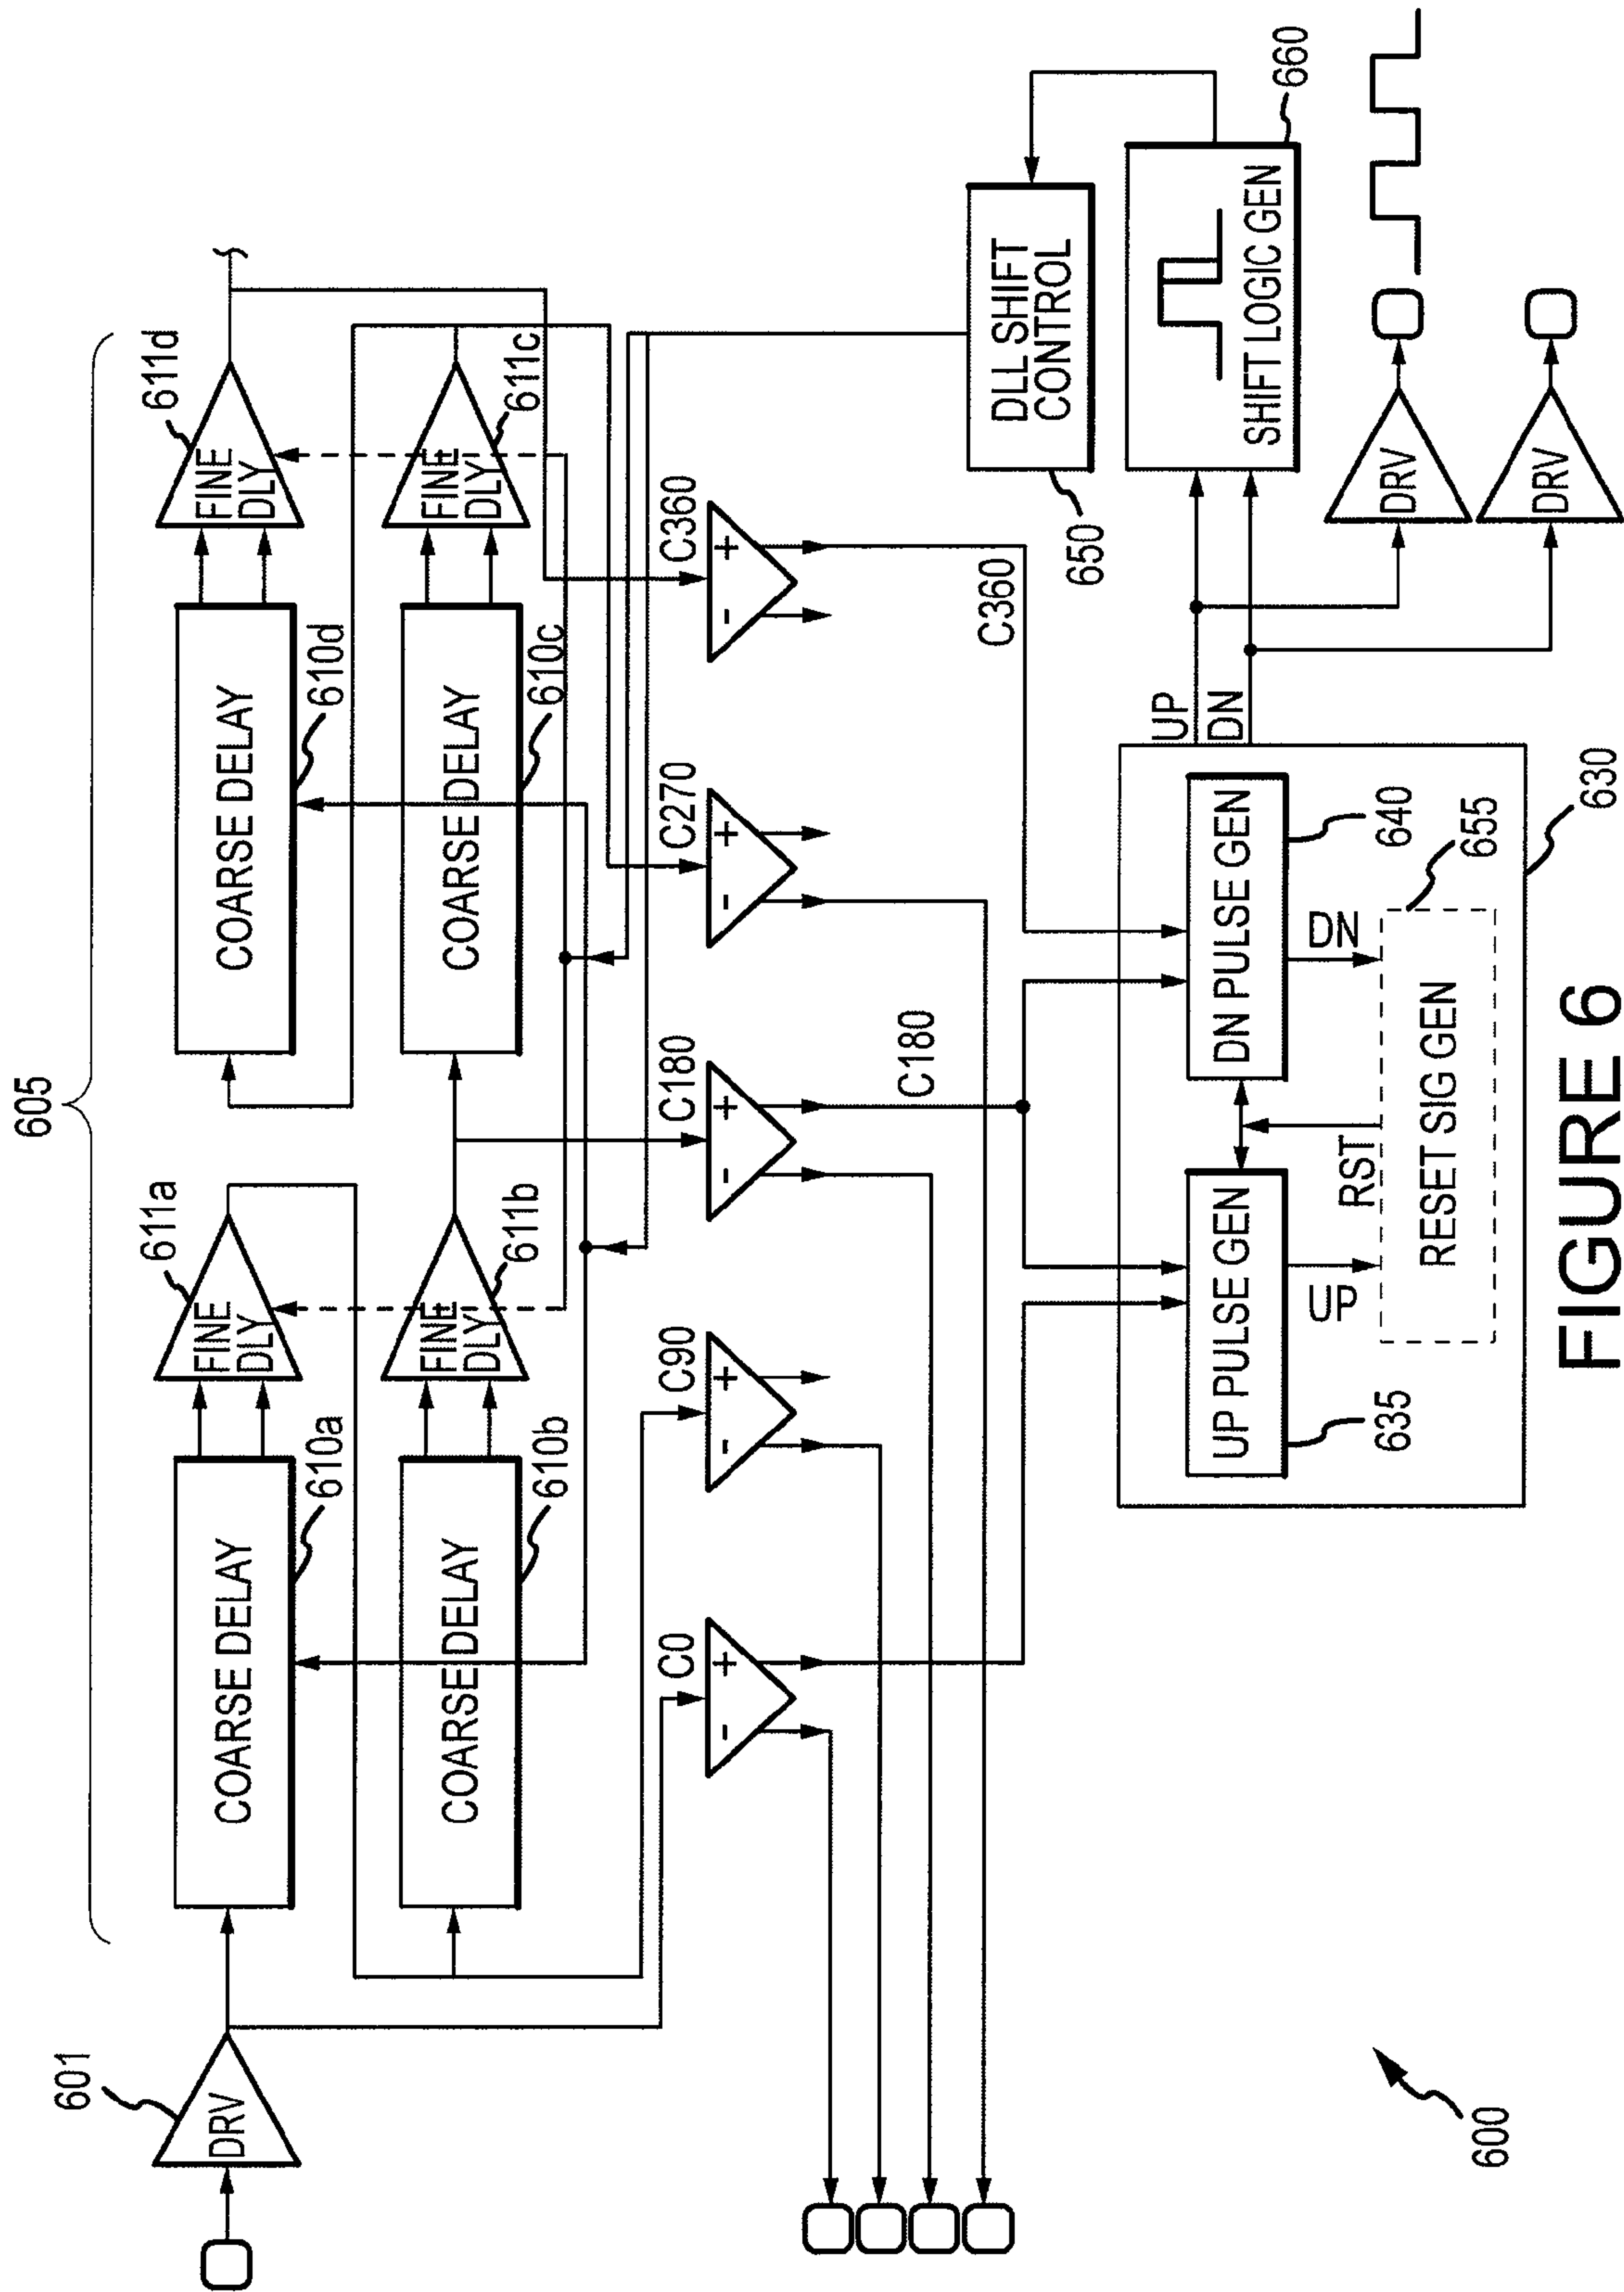 605
601
DRV
COARSE DELAY
610a
FINE DLY
611a
COARSE DELAY
610d
FINE DLY
611d
COARSE DELAY
610b
FINE DLY
611b
COARSE DELAY
610c
FINE DLY
611c
C0
- +
C90
- +
C180
- +
C270
- +
C360
- +
C180
C360
DLL SHIFT
CONTROL
650
SHIFT LOGIC GEN
660
UP
DN
DRV
DRV
UP PULSE GEN
635
DN PULSE GEN
640
UP
RST
DN
RESET SIG GEN
655
630
600
FIGURE 6